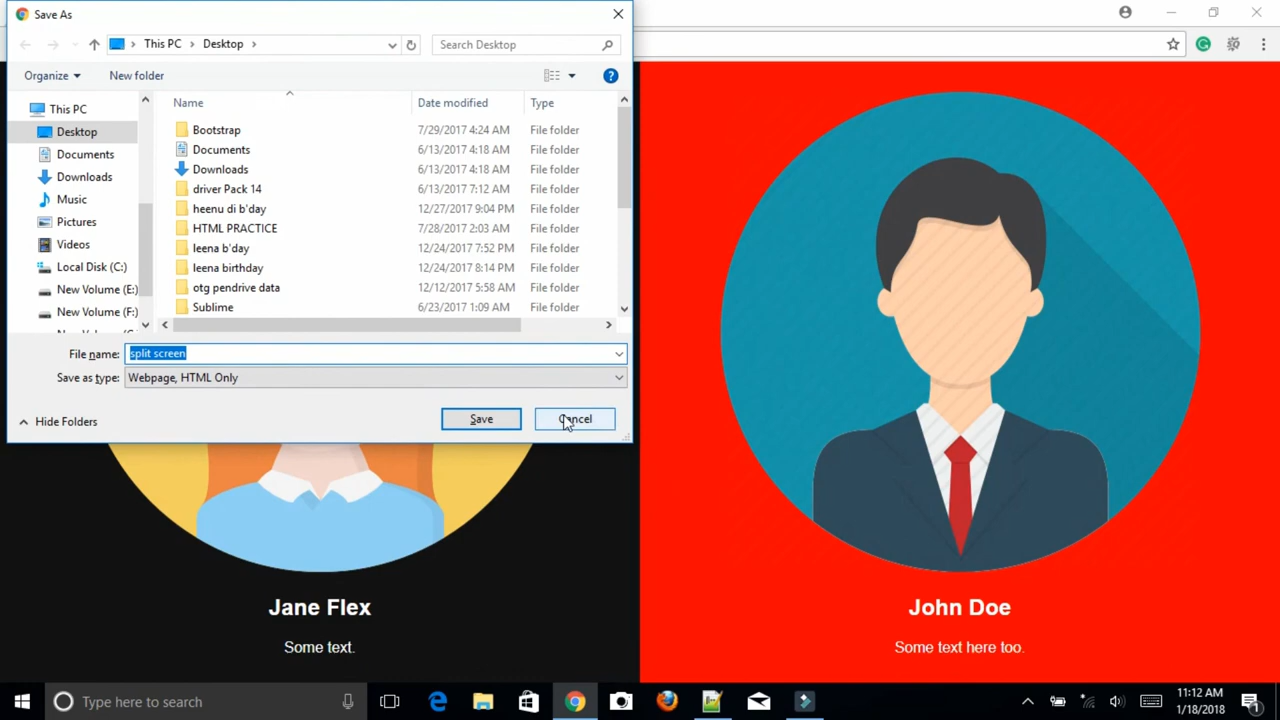 Save As
This PC > Desktop >
Search Desktop
Organize
New folder
This PC
Desktop
Documents
Downloads
Music
Pictures
Videos
Local Disk (C:)
New Volume (E:)
New Volume (F:)
Name Date modified Type
Bootstrap 7/29/2017 4:24 AM File folder
Documents 6/13/2017 4:18 AM File folder
Downloads 6/13/2017 4:18 AM File folder
driver Pack 14 6/13/2017 7:12 AM File folder
heenu di b'day 12/27/2017 9:04 PM File folder
HTML PRACTICE 7/28/2017 2:03 AM File folder
leena b'day 12/24/2017 7:52 PM File folder
leena birthday 12/24/2017 8:14 PM File folder
otg pendrive data 12/12/2017 5:58 AM File folder
Sublime 6/23/2017 1:09 AM File folder
File name: split screen
Save as type: Webpage, HTML Only
Hide Folders
Save
Cancel
Jane Flex
Some text.
John Doe
Some text here too.
Type here to search
11:12 AM
1/18/2018